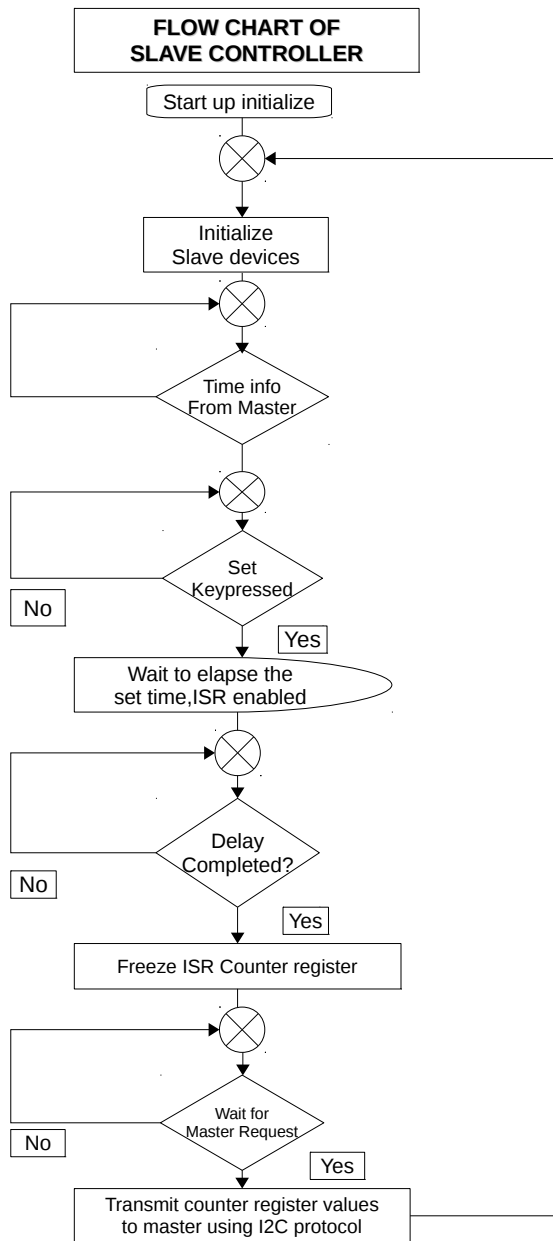 FLOW CHART OF
SLAVE CONTROLLER
Start up initialize
Initialize
Slave devices
Time info
From Master
Set
Keypressed
No
Yes
Wait to elapse the
set time,ISR enabled
Delay
Completed?
No
Yes
Freeze ISR Counter register
Wait for
Master Request
No
Yes
Transmit counter register values
to master using I2C protocol